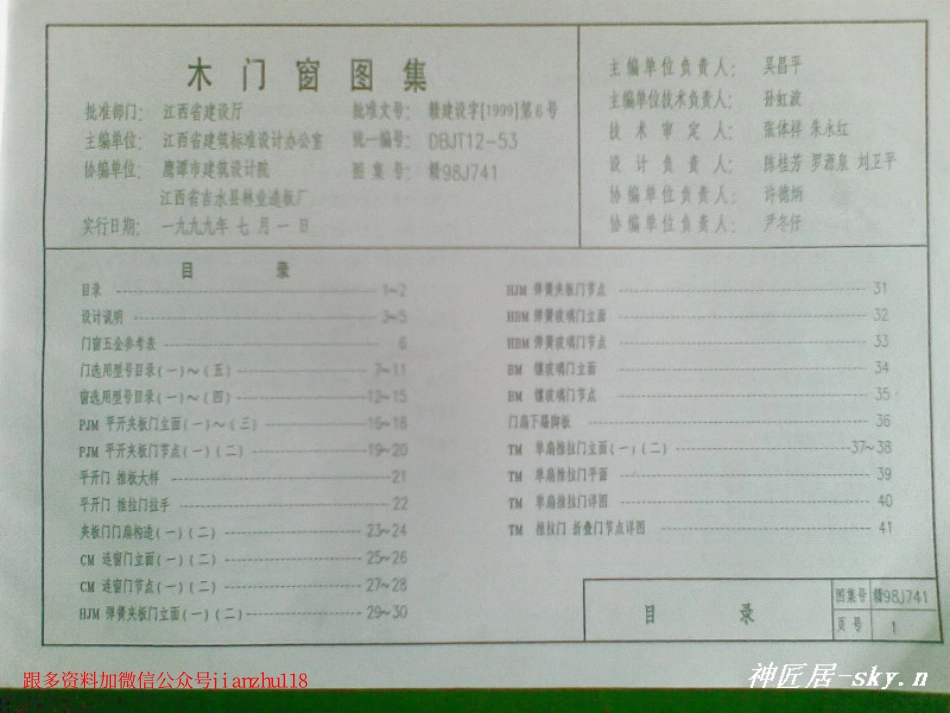 木门窗图集
批准部门： 江西省建设厅 批准文号： 赣建设字[1999]第6号
主编单位： 江西省建筑标准设计办公室 统一编号： DBJT12-53
协编单位： 鹰潭市建筑设计院 图集号： 赣98J741
江西省吉水县林业造板厂
实行日期： 一九九九年七月一日
主编单位负责人： 吴昌平
主编单位技术负责人： 孙虹波
技术审定人： 张体祥 朱永红
设计负责人： 陈桂芳 罗源泉 刘卫平
协编单位负责人： 许德炳
协编单位负责人： 尹冬仔
目录
目录 1~2
设计说明 3~5
门窗五金参考表 6
门选用型号目录(一)～(五) 7~11
窗选用型号目录(一)～(四) 12~15
PJM 平开夹板门立面(一)～(三) 16~18
PJM 平开夹板门节点(一)(二) 19~20
平开门 推板大样 21
平开门 推拉门拉手 22
夹板门门扇构造(一)(二) 23~24
CM 连窗门立面(一)(二) 25~26
CM 连窗门节点(一)(二) 27~28
HJM 弹簧夹板门立面(一)(二) 29~30
HJM 弹簧夹板门节点 31
HBM 弹簧玻璃门立面 32
HBM 弹簧玻璃门节点 33
BM 镶玻璃门立面 34
BM 镶玻璃门节点 35
门扇下踢脚板 36
TM 单扇推拉门立面(一)(二) 37~38
TM 单扇推拉门平面 39
TM 单扇推拉门详图 40
TM 推拉门 折叠门节点详图 41
目录 图集号 赣98J741
页号 1
跟多资料加微信公众号jianzhu118
神匠居-sky.n